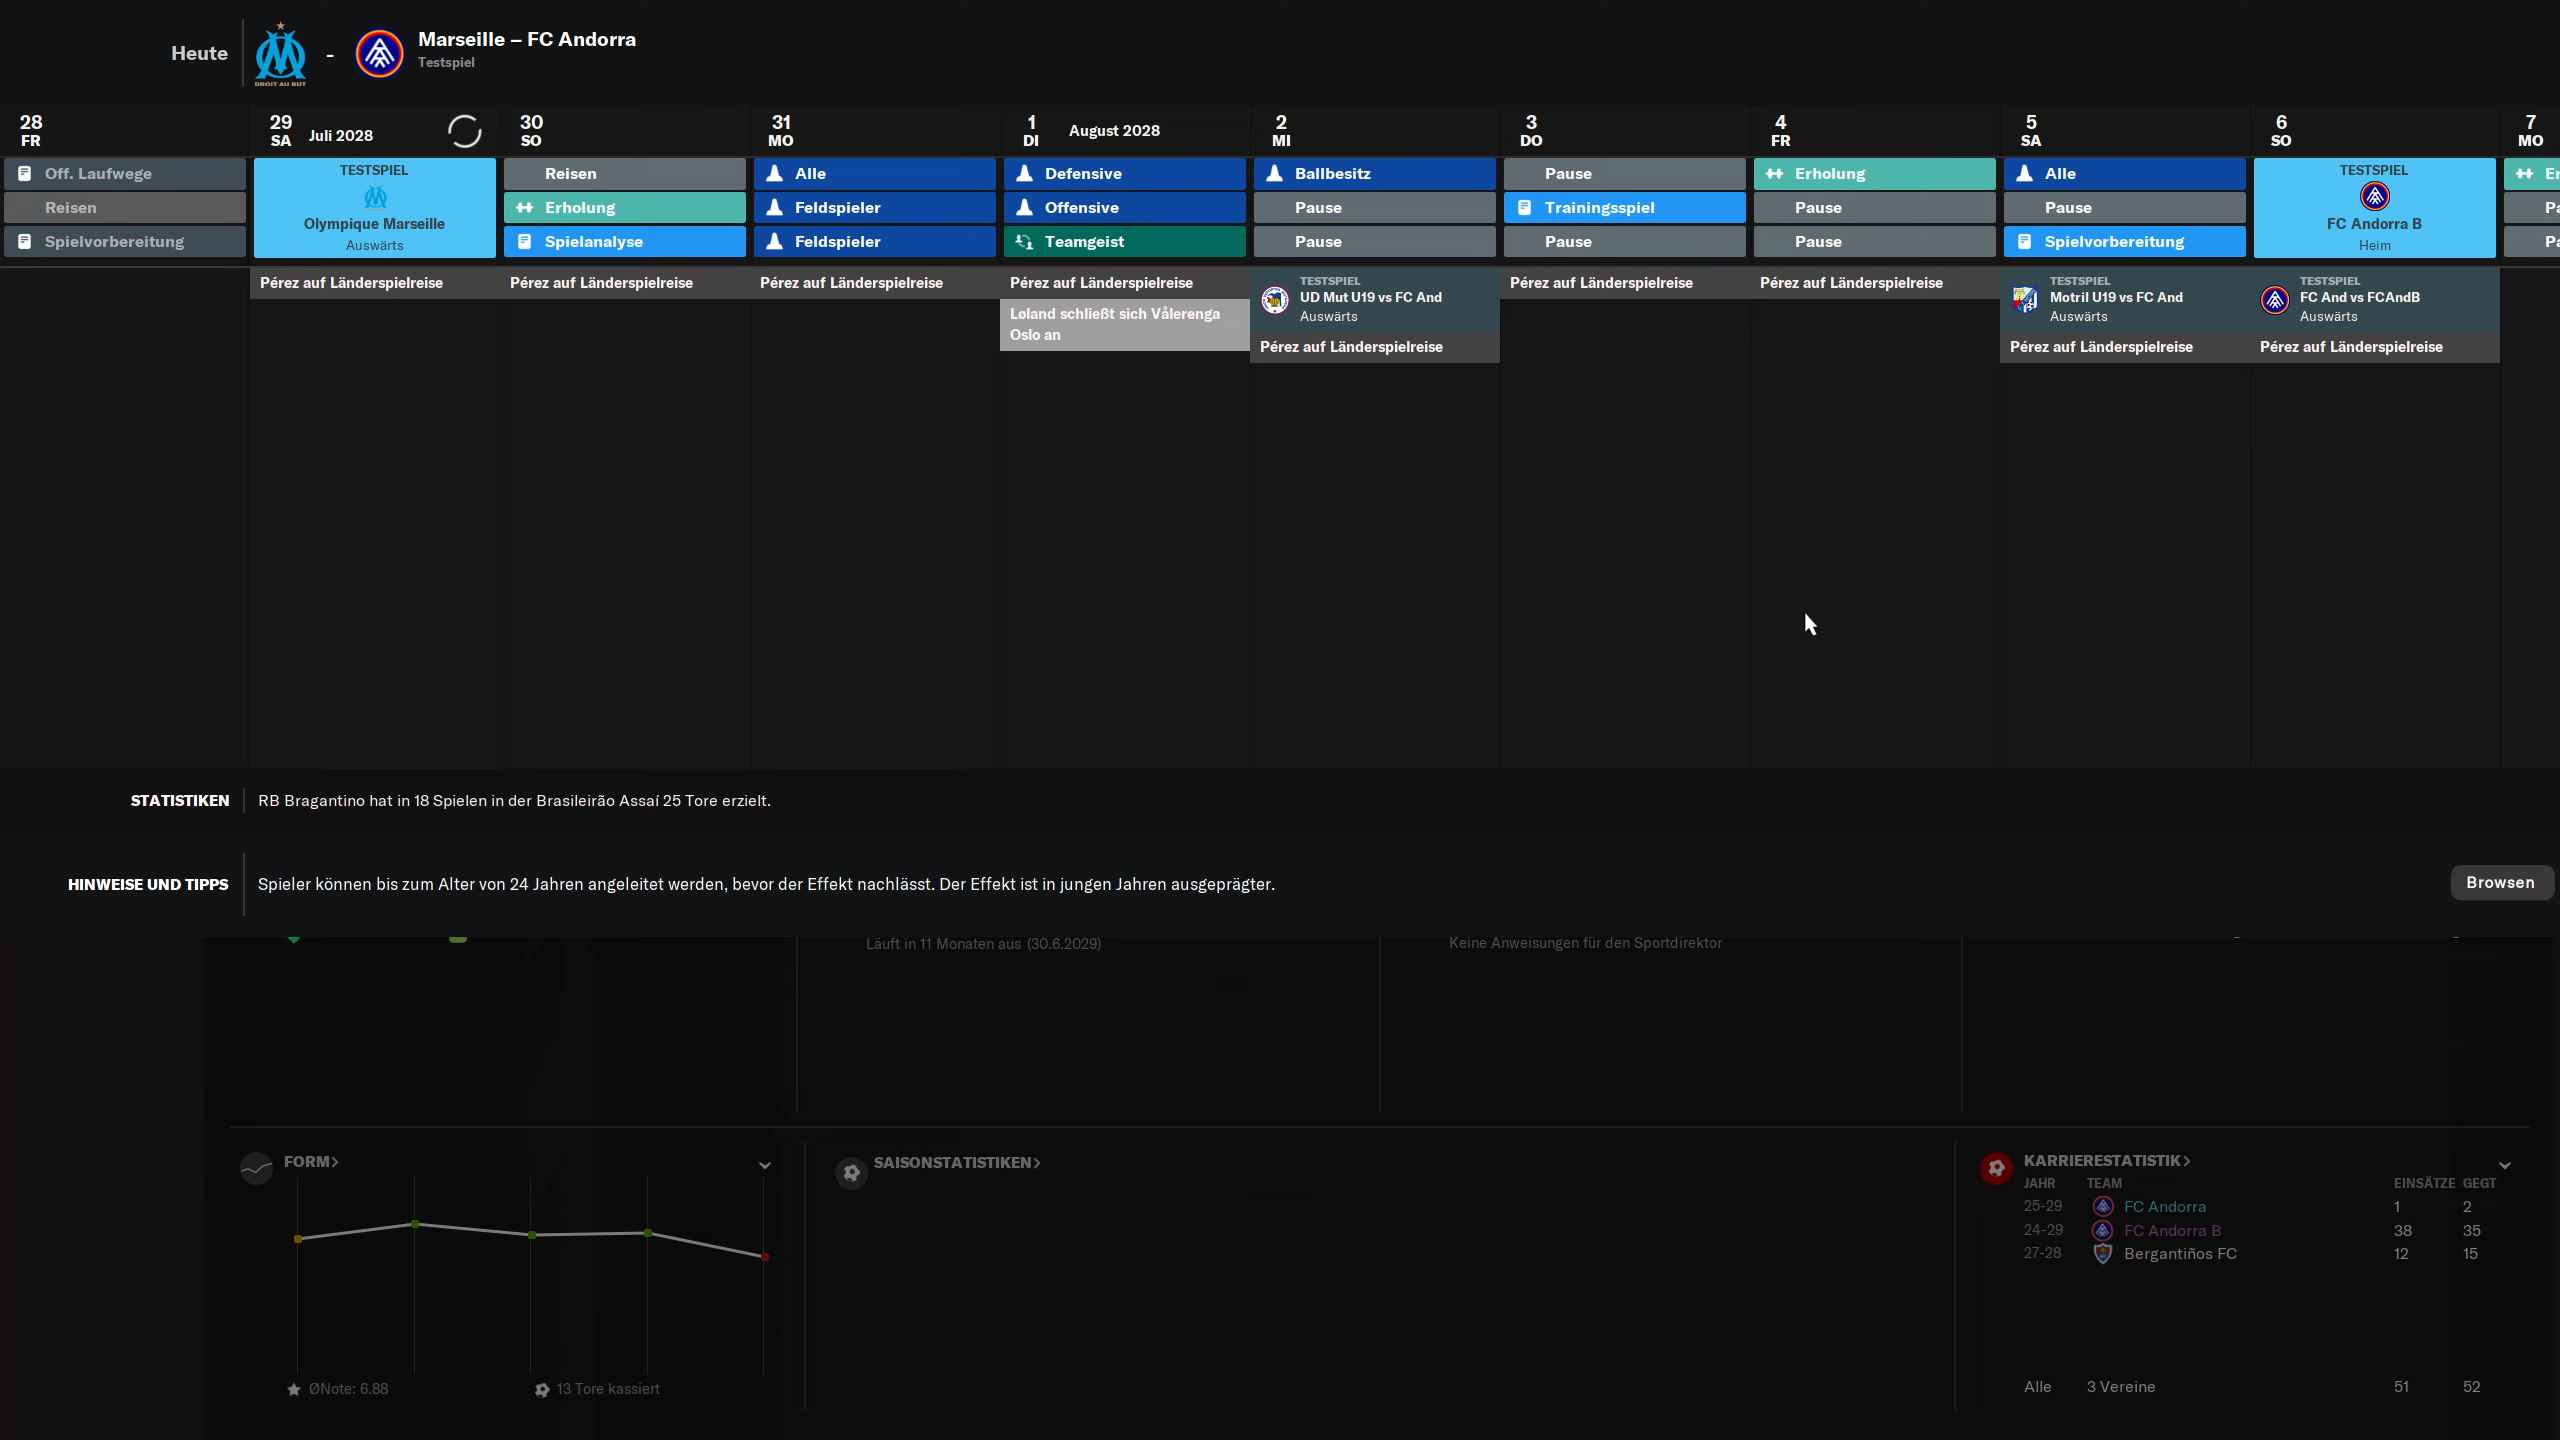 Heute
DROIT AU BUT
-
Marseille – FC Andorra
Testspiel
28
FR
29
SA
Juli 2028
30
SO
31
MO
1
DI
August 2028
2
MI
3
DO
4
FR
5
SA
6
SO
7
MO
Off. Laufwege
Reisen
Spielvorbereitung
TESTSPIEL
Olympique Marseille
Auswärts
Reisen
Erholung
Spielanalyse
Alle
Feldspieler
Feldspieler
Defensive
Offensive
Teamgeist
Ballbesitz
Pause
Pause
Pause
Trainingsspiel
Pause
Erholung
Pause
Pause
Alle
Pause
Spielvorbereitung
TESTSPIEL
FC Andorra B
Heim
Er
Pa
Pa
Pérez auf Länderspielreise
Pérez auf Länderspielreise
Pérez auf Länderspielreise
Pérez auf Länderspielreise
Løland schließt sich Vålerenga
Oslo an
TESTSPIEL
UD Mut U19 vs FC And
Auswärts
Pérez auf Länderspielreise
Pérez auf Länderspielreise
Pérez auf Länderspielreise
TESTSPIEL
Motril U19 vs FC And
Auswärts
Pérez auf Länderspielreise
TESTSPIEL
FC And vs FCAndB
Auswärts
Pérez auf Länderspielreise
STATISTIKEN
RB Bragantino hat in 18 Spielen in der Brasileirão Assaí 25 Tore erzielt.
HINWEISE UND TIPPS
Spieler können bis zum Alter von 24 Jahren angeleitet werden, bevor der Effekt nachlässt. Der Effekt ist in jungen Jahren ausgeprägter.
Browsen
Läuft in 11 Monaten aus (30.6.2029)
Keine Anweisungen für den Sportdirektor
FORM>
ØNote: 6.88
13 Tore kassiert
SAISONSTATISTIKEN>
KARRIERESTATISTIK>
JAHR TEAM EINSÄTZE GEGT
25-29 FC Andorra 1 2
24-29 FC Andorra B 38 35
27-28 Bergantiños FC 12 15
Alle 3 Vereine 51 52